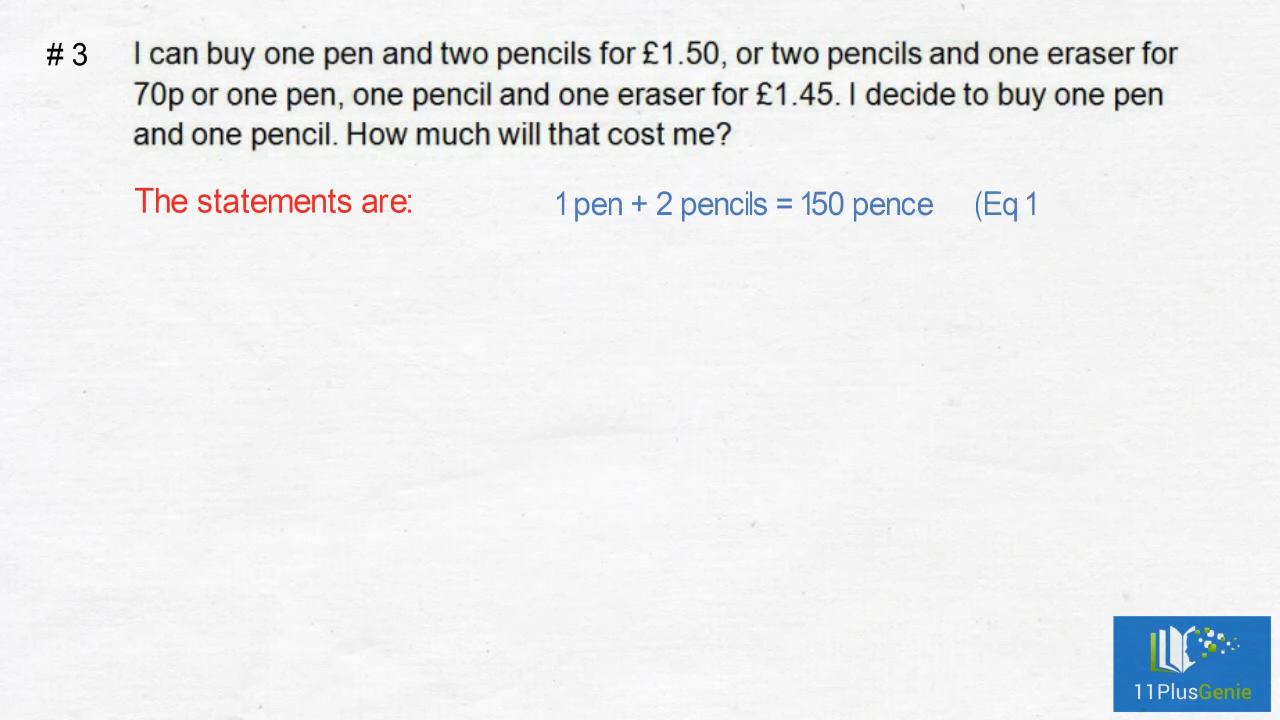 # 3 I can buy one pen and two pencils for £1.50, or two pencils and one eraser for
70p or one pen, one pencil and one eraser for £1.45. I decide to buy one pen
and one pencil. How much will that cost me?
The statements are: 1 pen + 2 pencils = 150 pence (Eq 1
11PlusGenie